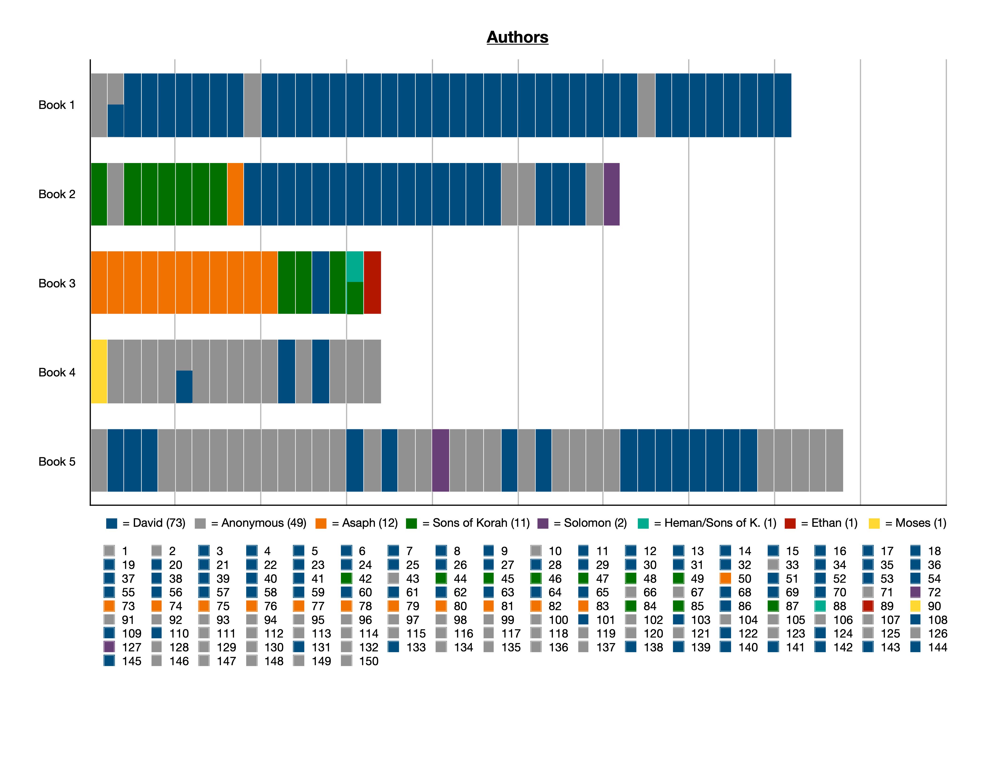 Authors
Book 1
Book 2
Book 3
Book 4
Book 5
= David (73) = Anonymous (49) = Asaph (12) = Sons of Korah (11) = Solomon (2) = Heman/Sons of K. (1) = Ethan (1) = Moses (1)
1 2 3 4 5 6 7 8 9 10 11 12 13 14 15 16 17 18
19 20 21 22 23 24 25 26 27 28 29 30 31 32 33 34 35 36
37 38 39 40 41 42 43 44 45 46 47 48 49 50 51 52 53 54
55 56 57 58 59 60 61 62 63 64 65 66 67 68 69 70 71 72
73 74 75 76 77 78 79 80 81 82 83 84 85 86 87 88 89 90
91 92 93 94 95 96 97 98 99 100 101 102 103 104 105 106 107 108
109 110 111 112 113 114 115 116 117 118 119 120 121 122 123 124 125 126
127 128 129 130 131 132 133 134 135 136 137 138 139 140 141 142 143 144
145 146 147 148 149 150